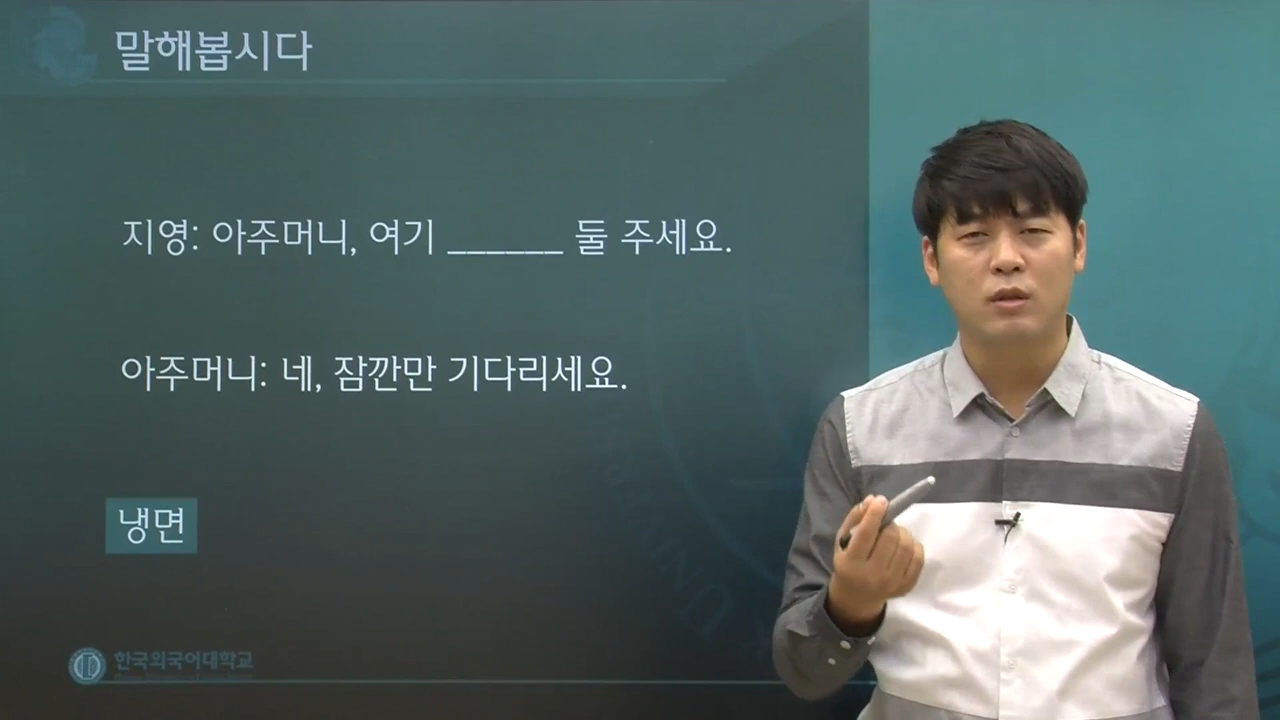 말해봅시다
지영: 아주머니, 여기 ______ 둘 주세요.
아주머니: 네, 잠깐만 기다리세요.
냉면
한국외국어대학교